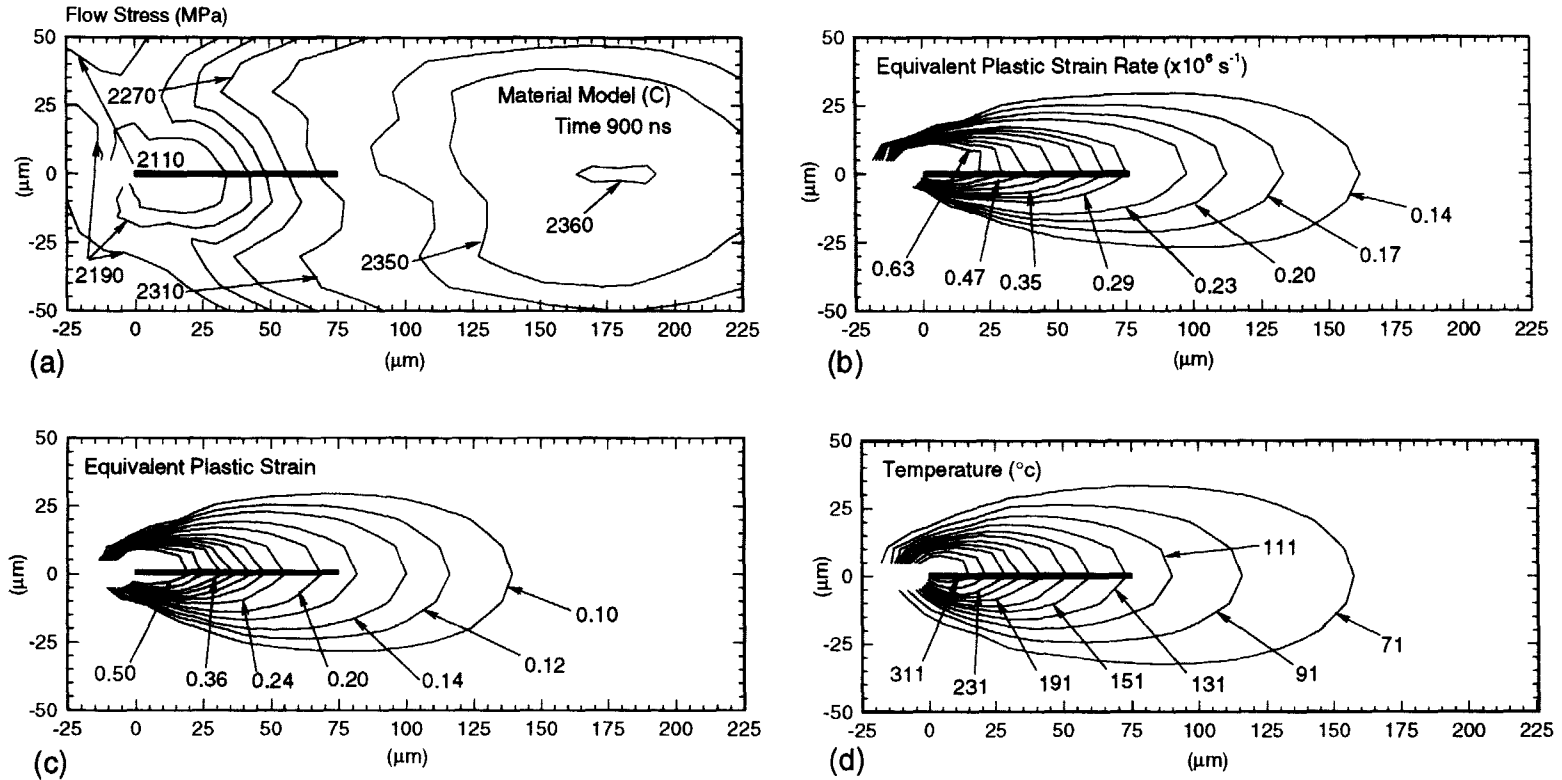 Flow Stress (MPa)
50
25
0
-25
-50
(µm)
2270
2110
2190
2310
2350
2360
Material Model (C)
Time 900 ns
-25 0 25 50 75 100 125 150 175 200 225
(µm)
(a)
Equivalent Plastic Strain Rate (x10⁶ s⁻¹)
50
25
0
-25
-50
(µm)
0.63
0.47
0.35
0.29
0.23
0.20
0.17
0.14
-25 0 25 50 75 100 125 150 175 200 225
(µm)
(b)
Equivalent Plastic Strain
50
25
0
-25
-50
(µm)
0.50
0.36
0.24
0.20
0.14
0.12
0.10
-25 0 25 50 75 100 125 150 175 200 225
(µm)
(c)
Temperature (°c)
50
25
0
-25
-50
(µm)
311
231
191
151
131
91
71
111
-25 0 25 50 75 100 125 150 175 200 225
(µm)
(d)